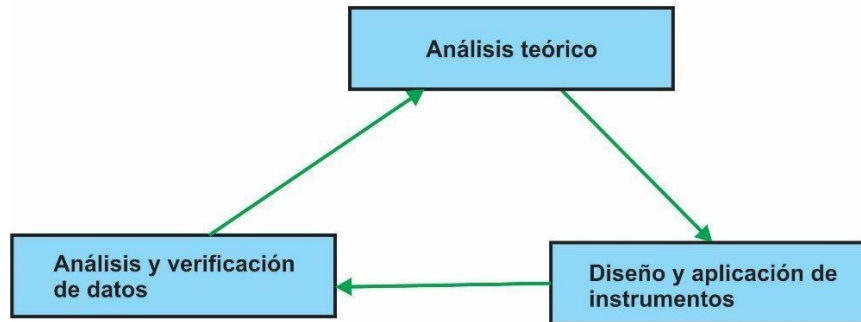 Análisis teórico
Análisis y verificación
de datos
Diseño y aplicación de
instrumentos